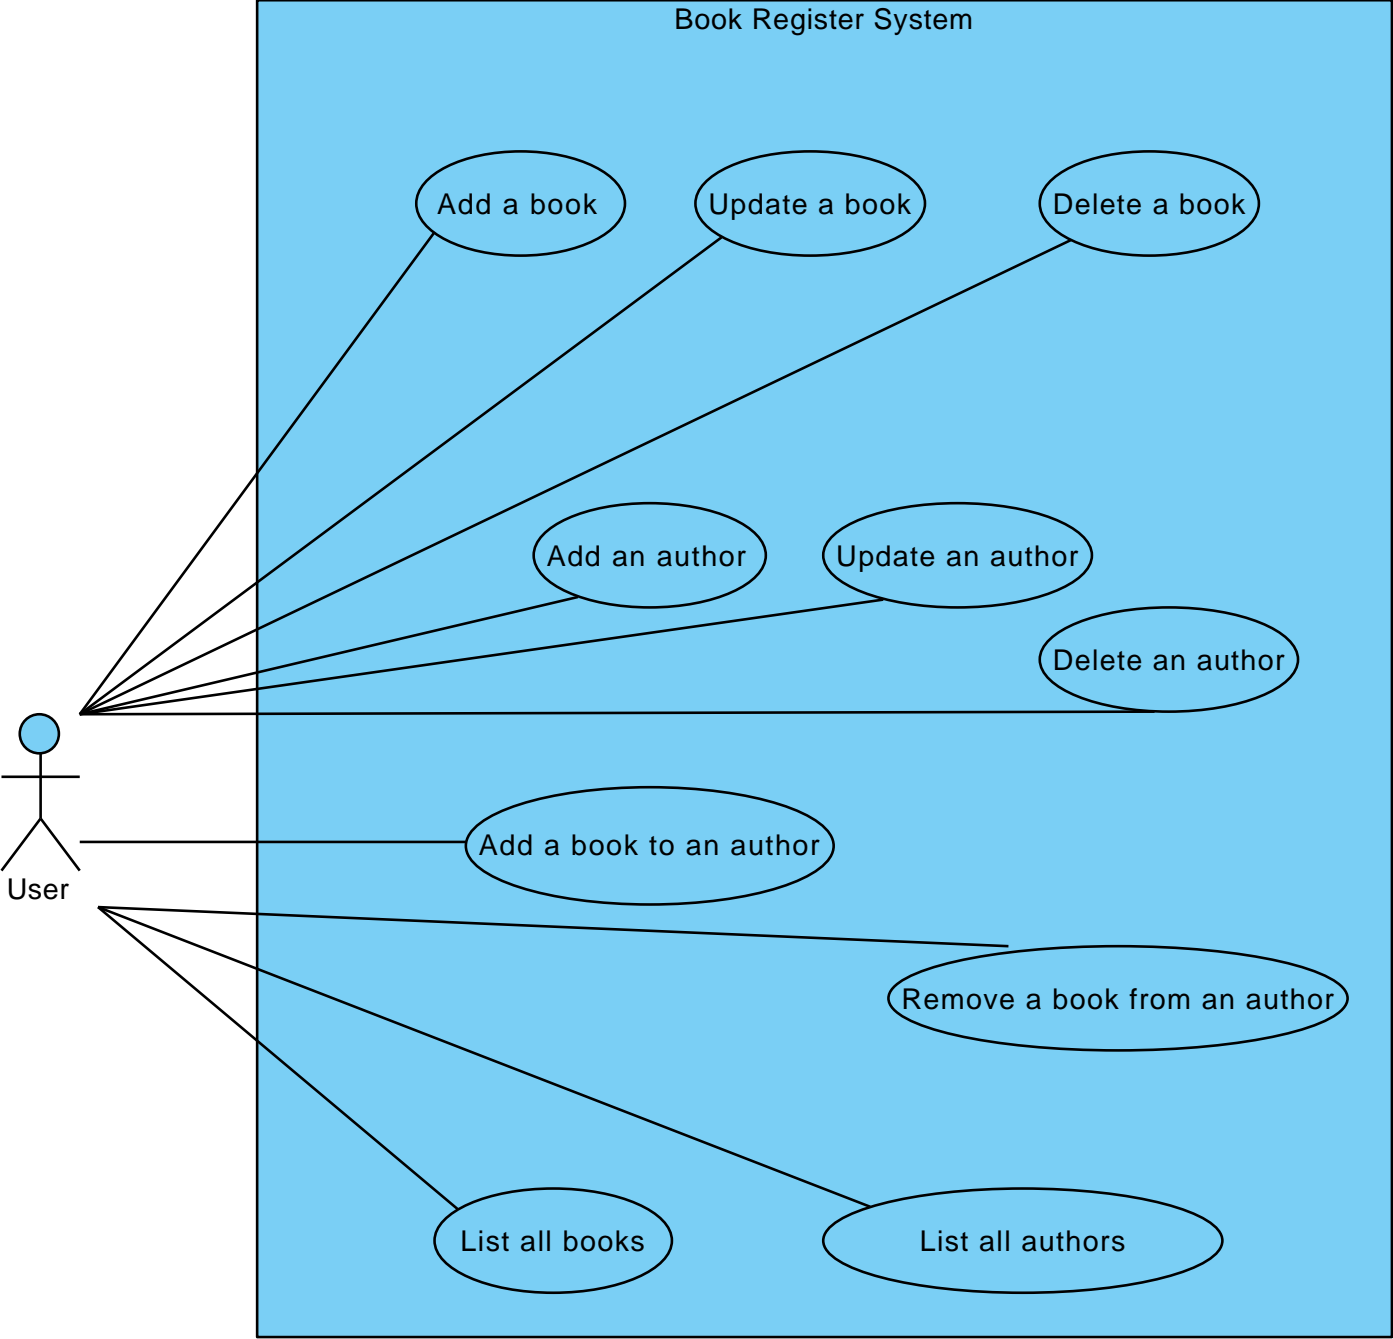 Book Register System
Add a book
Update a book
Delete a book
Add an author
Update an author
Delete an author
Add a book to an author
User
Remove a book from an author
List all books
List all authors